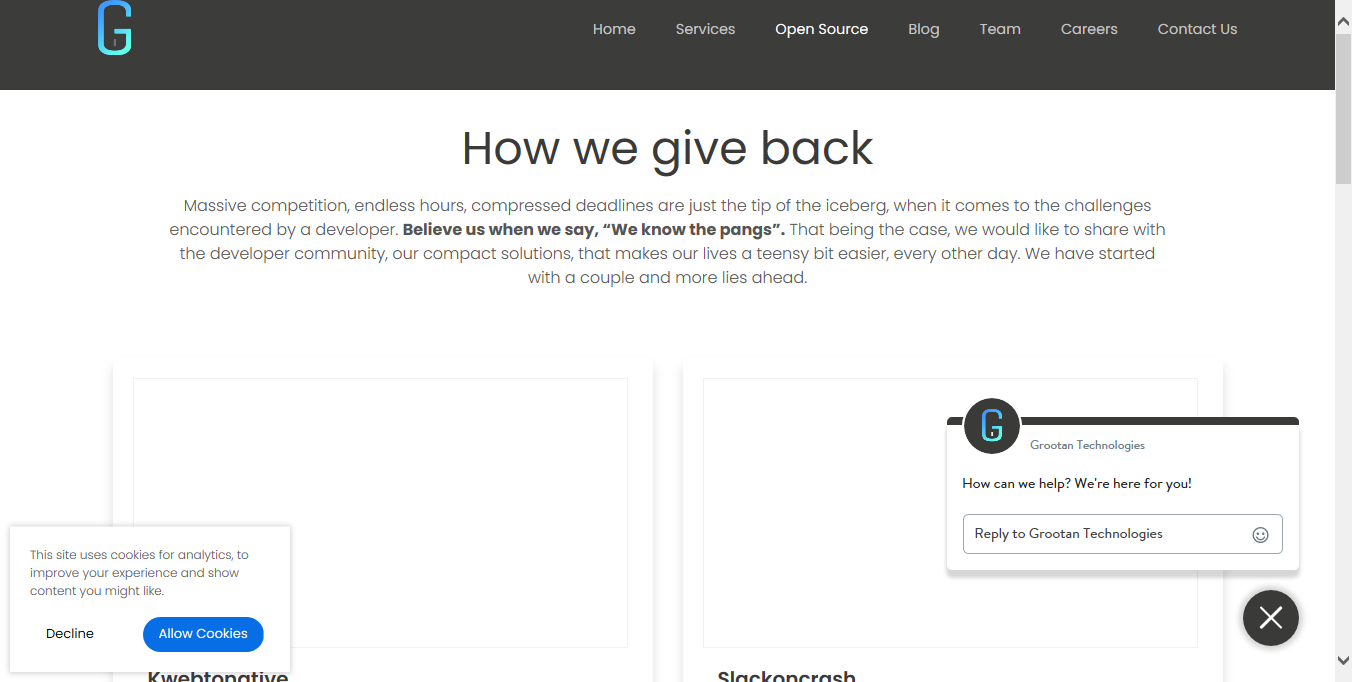 Home Services Open Source Blog Team Careers Contact Us
How we give back
Massive competition, endless hours, compressed deadlines are just the tip of the iceberg, when it comes to the challenges
encountered by a developer. Believe us when we say, “We know the pangs”. That being the case, we would like to share with
the developer community, our compact solutions, that makes our lives a teensy bit easier, every other day. We have started
with a couple and more lies ahead.
Grootan Technologies
How can we help? We're here for you!
Reply to Grootan Technologies
This site uses cookies for analytics, to
improve your experience and show
content you might like.
Decline Allow Cookies
Kwebtonative Slackoncrash